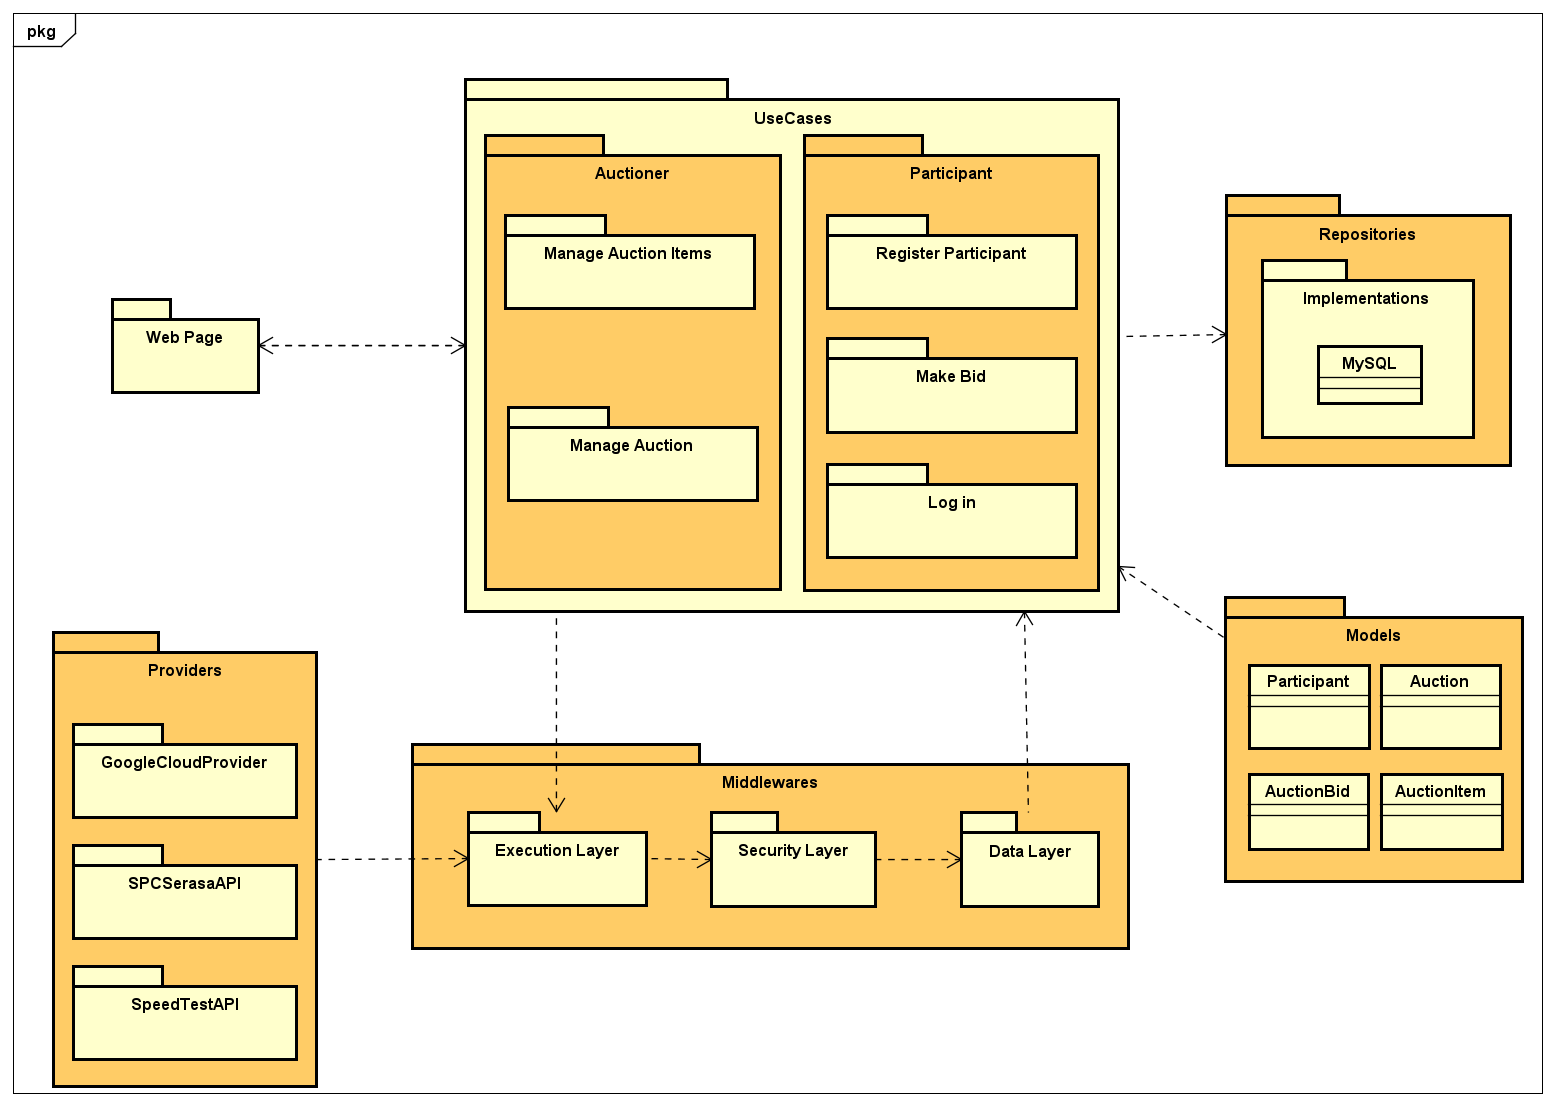 pkg
UseCases
Auctioner
Participant
Manage Auction Items
Register Participant
Repositories
Implementations
MySQL
Web Page
Make Bid
Manage Auction
Log in
Models
Participant
Auction
AuctionBid
AuctionItem
Providers
GoogleCloudProvider
SPCSerasaAPI
SpeedTestAPI
Middlewares
Execution Layer
Security Layer
Data Layer